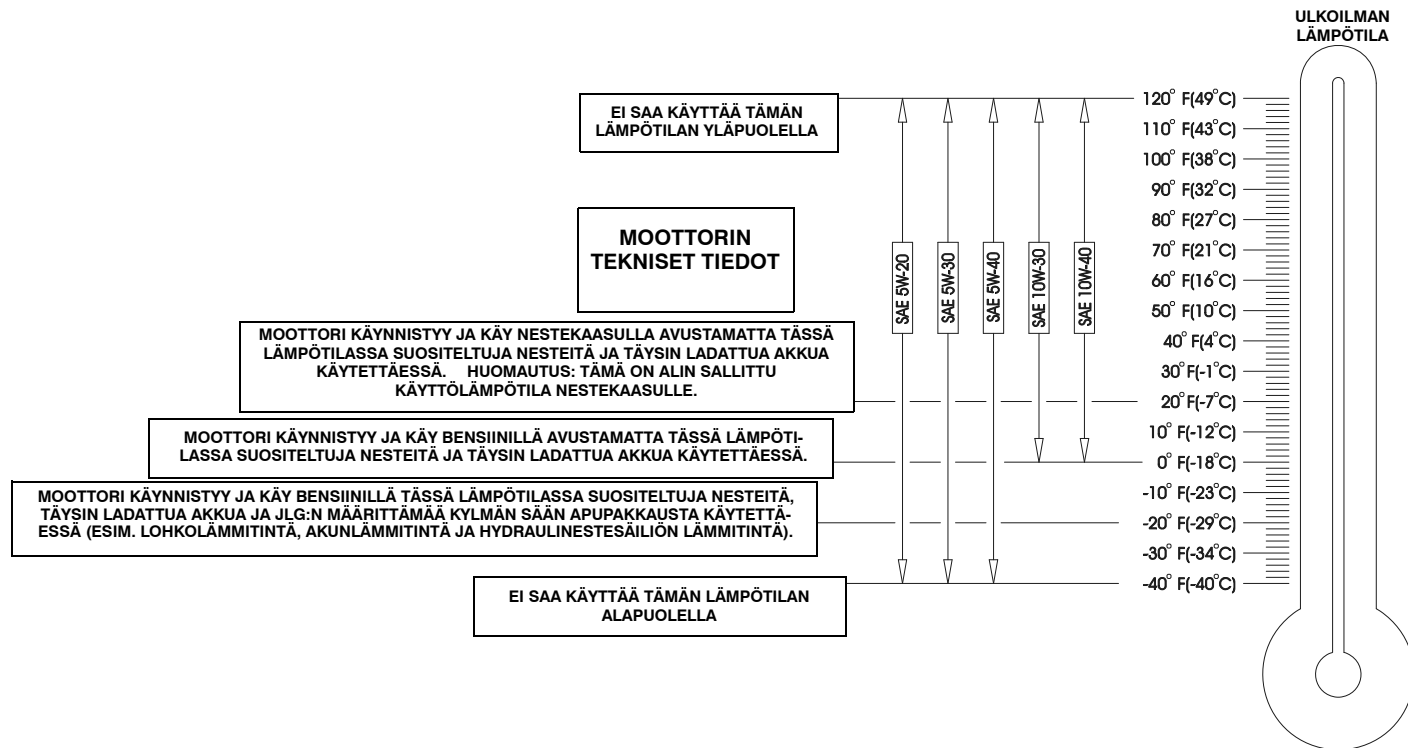 ULKOILMAN
LÄMPÖTILA
EI SAA KÄYTTÄÄ TÄMÄN
LÄMPÖTILAN YLÄPUOLELLA
MOOTTORIN
TEKNISET TIEDOT
MOOTTORI KÄYNNISTYY JA KÄY NESTEKAASULLA AVUSTAMATTA TÄSSÄ
LÄMPÖTILASSA SUOSITELTUJA NESTEITÄ JA TÄYSIN LADATTUA AKKUA
KÄYTETTÄESSÄ. HUOMAUTUS: TÄMÄ ON ALIN SALLITTU
KÄYTTÖLÄMPÖTILA NESTEKAASULLE.
MOOTTORI KÄYNNISTYY JA KÄY BENSIINILLÄ AVUSTAMATTA TÄSSÄ LÄMPÖTI-
LASSA SUOSITELTUJA NESTEITÄ JA TÄYSIN LADATTUA AKKUA KÄYTETTÄESSÄ.
MOOTTORI KÄYNNISTYY JA KÄY BENSIINILLÄ TÄSSÄ LÄMPÖTILASSA SUOSITELTUJA NESTEITÄ,
TÄYSIN LADATTUA AKKUA JA JLG:N MÄÄRITTÄMÄÄ KYLMÄN SÄÄN APUPAKKAUSTA KÄYTETTÄ-
ESSÄ (ESIM. LOHKOLÄMMITINTÄ, AKUNLÄMMITINTÄ JA HYDRAULINESTESÄILIÖN LÄMMITINTÄ).
EI SAA KÄYTTÄÄ TÄMÄN LÄMPÖTILAN
ALAPUOLELLA
SAE 5W-20
SAE 5W-30
SAE 5W-40
SAE 10W-30
SAE 10W-40
120° F(49°C)
110° F(43°C)
100° F(38°C)
90° F(32°C)
80° F(27°C)
70° F(21°C)
60° F(16°C)
50° F(10°C)
40° F(4°C)
30° F(-1°C)
20° F(-7°C)
10° F(-12°C)
0° F(-18°C)
-10° F(-23°C)
-20° F(-29°C)
-30° F(-34°C)
-40° F(-40°C)